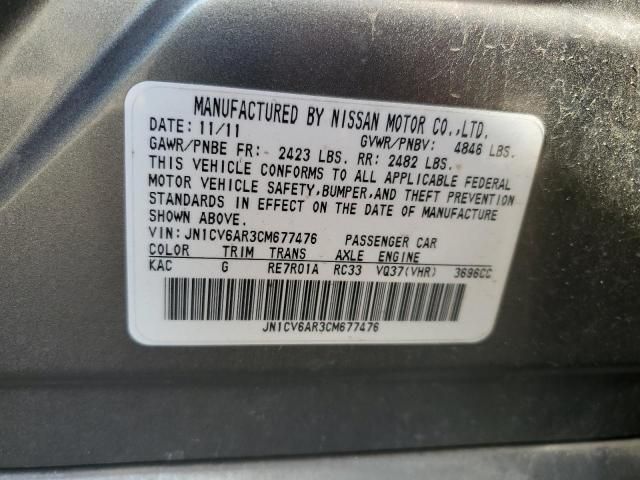 MANUFACTURED BY NISSAN MOTOR CO.,LTD.
DATE: 11/11 GVWR/PNBV: 4846 LBS.
GAWR/PNBE FR: 2423 LBS. RR: 2482 LBS.
THIS VEHICLE CONFORMS TO ALL APPLICABLE FEDERAL
MOTOR VEHICLE SAFETY,BUMPER,AND THEFT PREVENTION
STANDARDS IN EFFECT ON THE DATE OF MANUFACTURE
SHOWN ABOVE.
VIN: JN1CV6AR3CM677476 PASSENGER CAR
COLOR TRIM TRANS AXLE ENGINE
KAC G RE7R01A RC33 VQ37(VHR) 3696CC
JN1CV6AR3CM677476